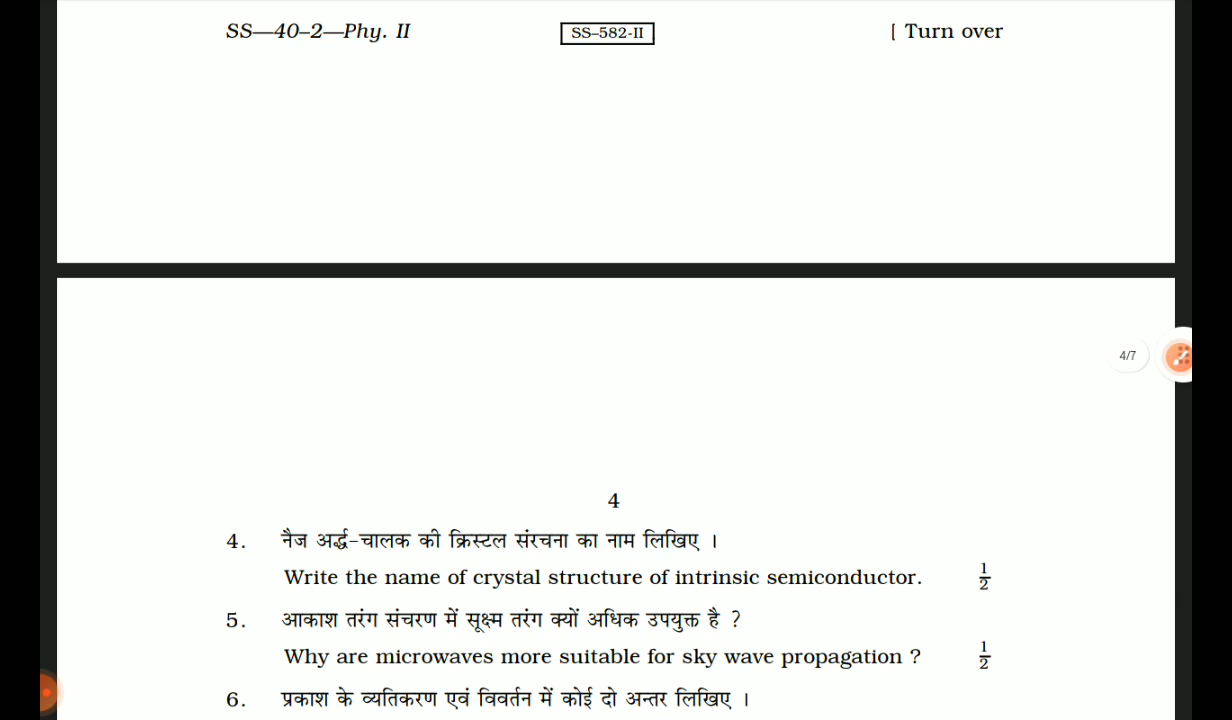 SS—40–2—Phy. II
SS–582-II
[ Turn over
4/7
4
4. नैज अर्द्ध-चालक की क्रिस्टल संरचना का नाम लिखिए ।
Write the name of crystal structure of intrinsic semiconductor. 1/2
5. आकाश तरंग संचरण में सूक्ष्म तरंग क्यों अधिक उपयुक्त है ?
Why are microwaves more suitable for sky wave propagation ? 1/2
6. प्रकाश के व्यतिकरण एवं विवर्तन में कोई दो अन्तर लिखिए ।